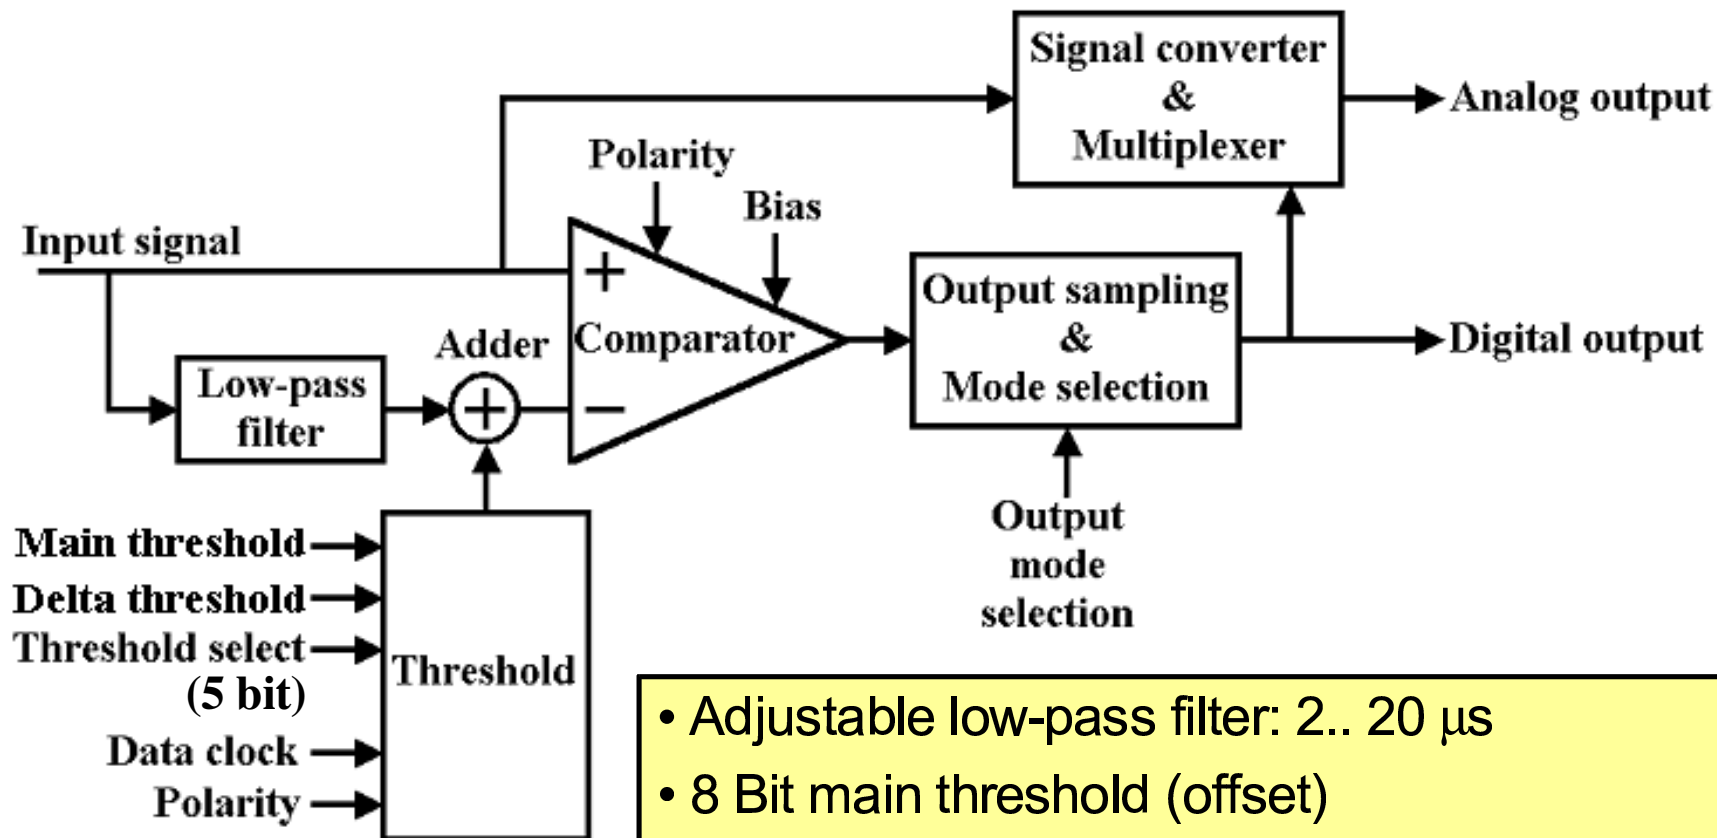 Signal converter
&
Multiplexer
Analog output
Polarity
Bias
Input signal
+
Comparator
−
Adder
+
Low-pass
filter
Output sampling
&
Mode selection
Digital output
Output
mode
selection
Main threshold
Delta threshold
Threshold select
(5 bit)
Data clock
Polarity
Threshold
• Adjustable low-pass filter: 2.. 20 μs
• 8 Bit main threshold (offset)